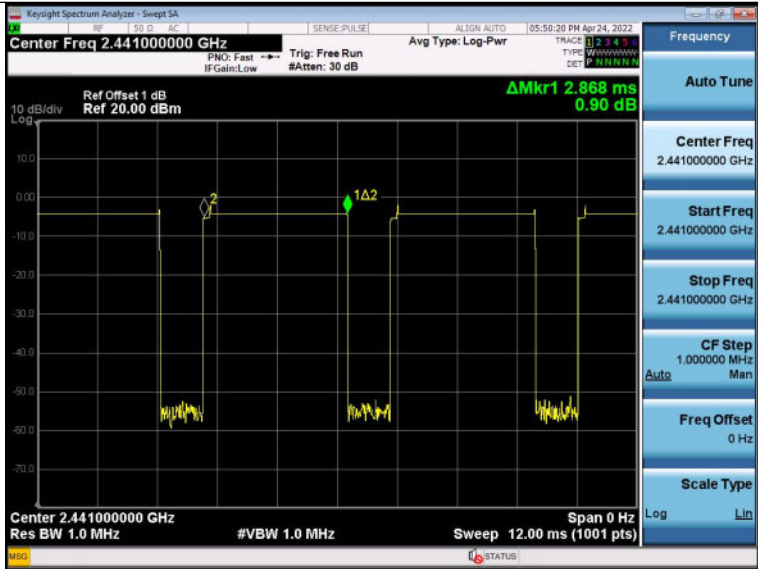 Keysight Spectrum Analyzer - Swept SA
RF 50 Ω AC SENSE:PULSE ALIGN AUTO 05:50:20 PM Apr 24, 2022
Center Freq 2.441000000 GHz
PNO: Fast
IFGain:Low
Trig: Free Run
#Atten: 30 dB
Avg Type: Log-Pwr
TRACE 1 2 3 4 5 6
TYPE W
DET P N N N N N
Ref Offset 1 dB
Ref 20.00 dBm
10 dB/div
Log
ΔMkr1 2.868 ms
0.90 dB
10.0
0.00
-10.0
-20.0
-30.0
-40.0
-50.0
-60.0
-70.0
2
1Δ2
Center 2.441000000 GHz
Res BW 1.0 MHz
#VBW 1.0 MHz
Span 0 Hz
Sweep 12.00 ms (1001 pts)
MSG
STATUS
Frequency
Auto Tune
Center Freq
2.441000000 GHz
Start Freq
2.441000000 GHz
Stop Freq
2.441000000 GHz
CF Step
1.000000 MHz
Auto Man
Freq Offset
0 Hz
Scale Type
Log Lin